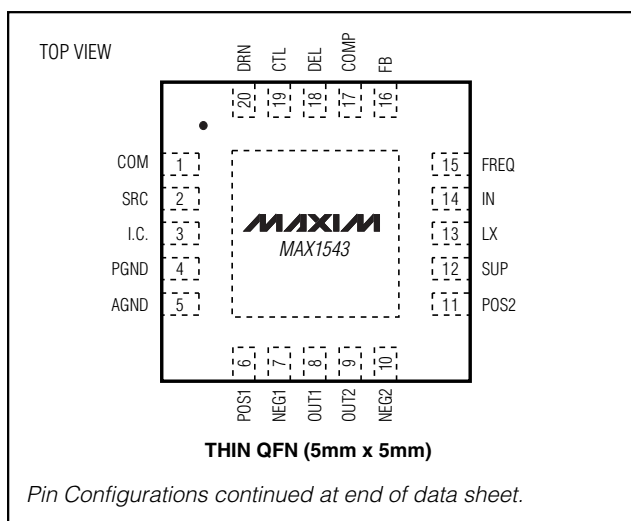 TOP VIEW
DRN
CTL
DEL
COMP
FB
20
19
18
17
16
COM 1
SRC 2
I.C. 3
PGND 4
AGND 5
15 FREQ
14 IN
13 LX
12 SUP
11 POS2
MAXIM
MAX1543
6
7
8
9
10
POS1
NEG1
OUT1
OUT2
NEG2
THIN QFN (5mm x 5mm)
Pin Configurations continued at end of data sheet.